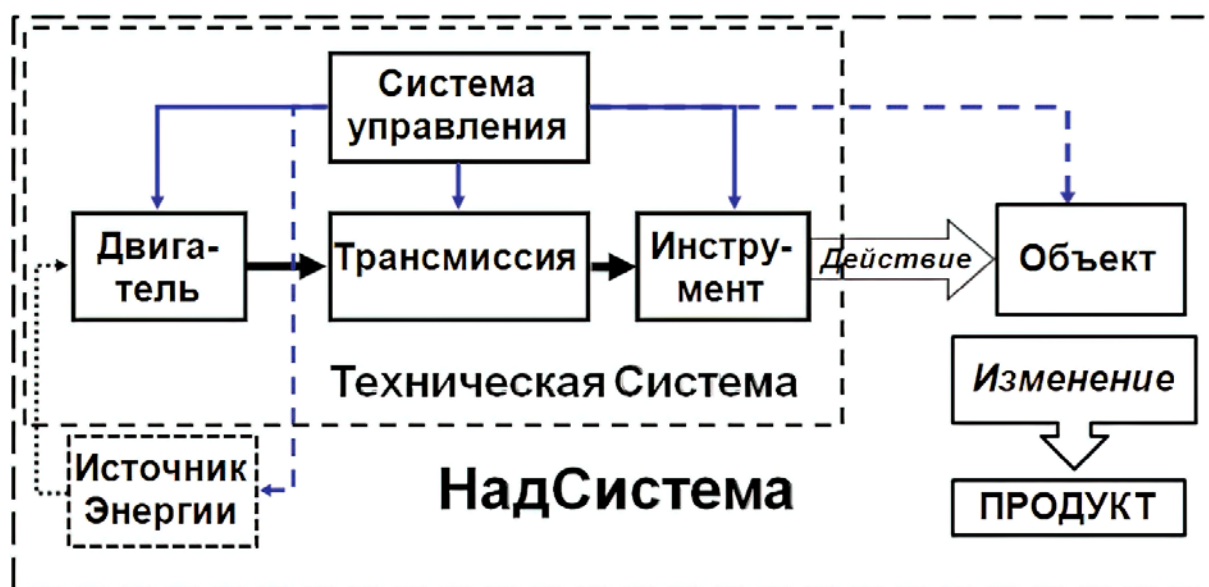 Система
управления
Двига-
тель
Трансмиссия
Инстру-
мент
Действие
Объект
Техническая Система
Изменение
Источник
Энергии
НадСистема
ПРОДУКТ